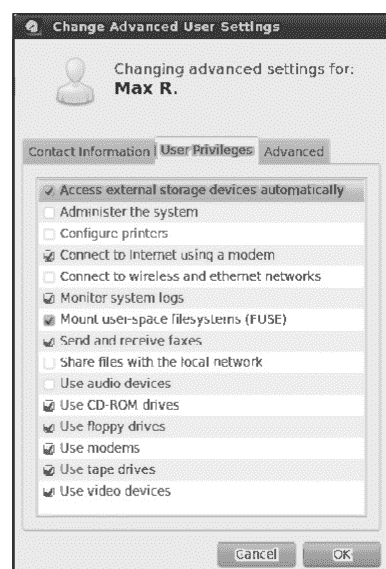 Change Advanced User Settings
Changing advanced settings for:
Max R.
Contact Information
User Privileges
Advanced
Access external storage devices automatically
Administer the system
Configure printers
Connect to Internet using a modem
Connect to wireless and ethernet networks
Monitor system logs
Mount user-space filesystems (FUSE)
Send and receive faxes
Share files with the local network
Use audio devices
Use CD-ROM drives
Use floppy drives
Use modems
Use tape drives
Use video devices
Cancel
OK